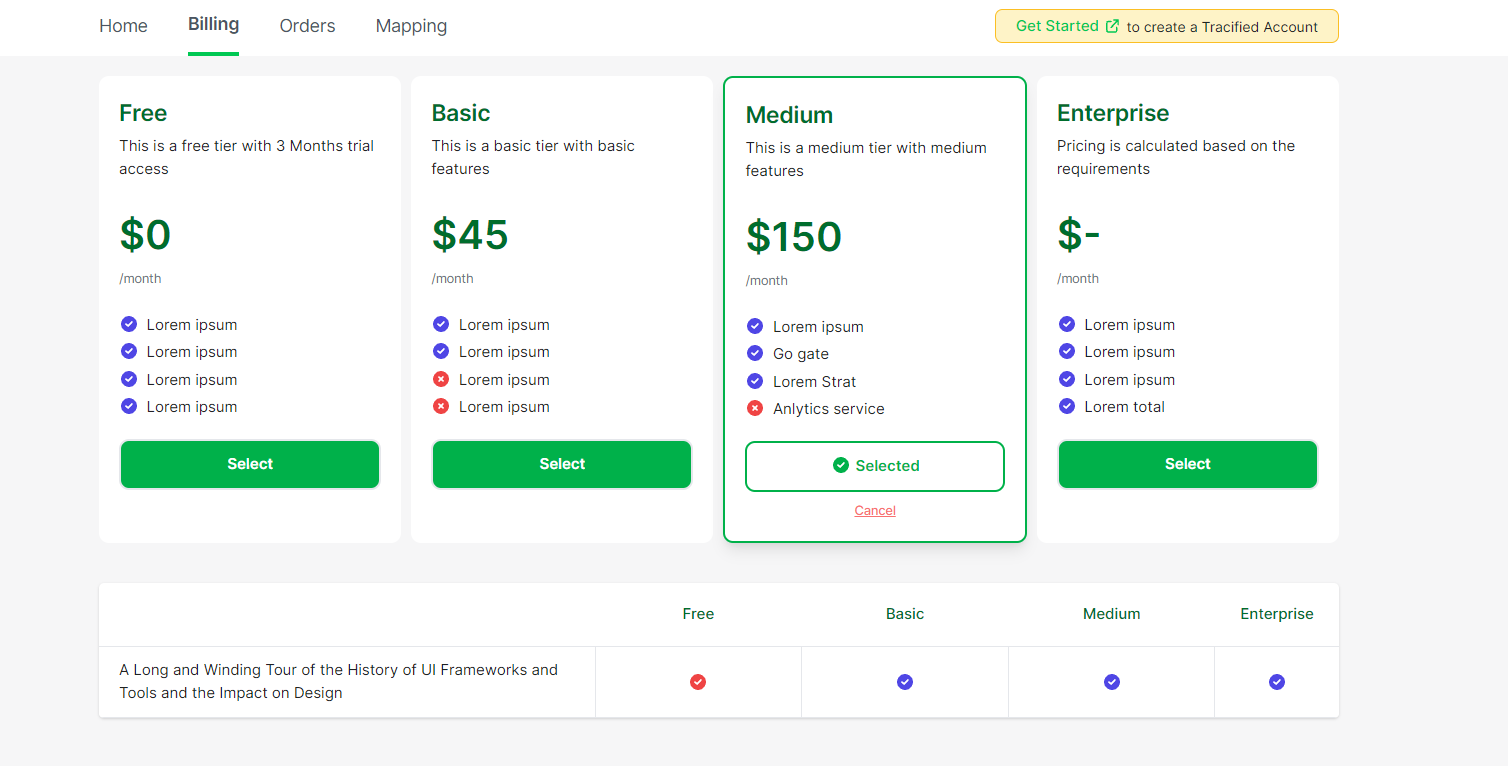 Home Billing Orders Mapping
Get Started to create a Tracified Account
Free
This is a free tier with 3 Months trial
access
$0
/month
Lorem ipsum
Lorem ipsum
Lorem ipsum
Lorem ipsum
Select
Basic
This is a basic tier with basic
features
$45
/month
Lorem ipsum
Lorem ipsum
Lorem ipsum
Lorem ipsum
Select
Medium
This is a medium tier with medium
features
$150
/month
Lorem ipsum
Go gate
Lorem Strat
Anlytics service
Selected
Cancel
Enterprise
Pricing is calculated based on the
requirements
$-
/month
Lorem ipsum
Lorem ipsum
Lorem ipsum
Lorem total
Select
Free Basic Medium Enterprise
A Long and Winding Tour of the History of UI Frameworks and
Tools and the Impact on Design